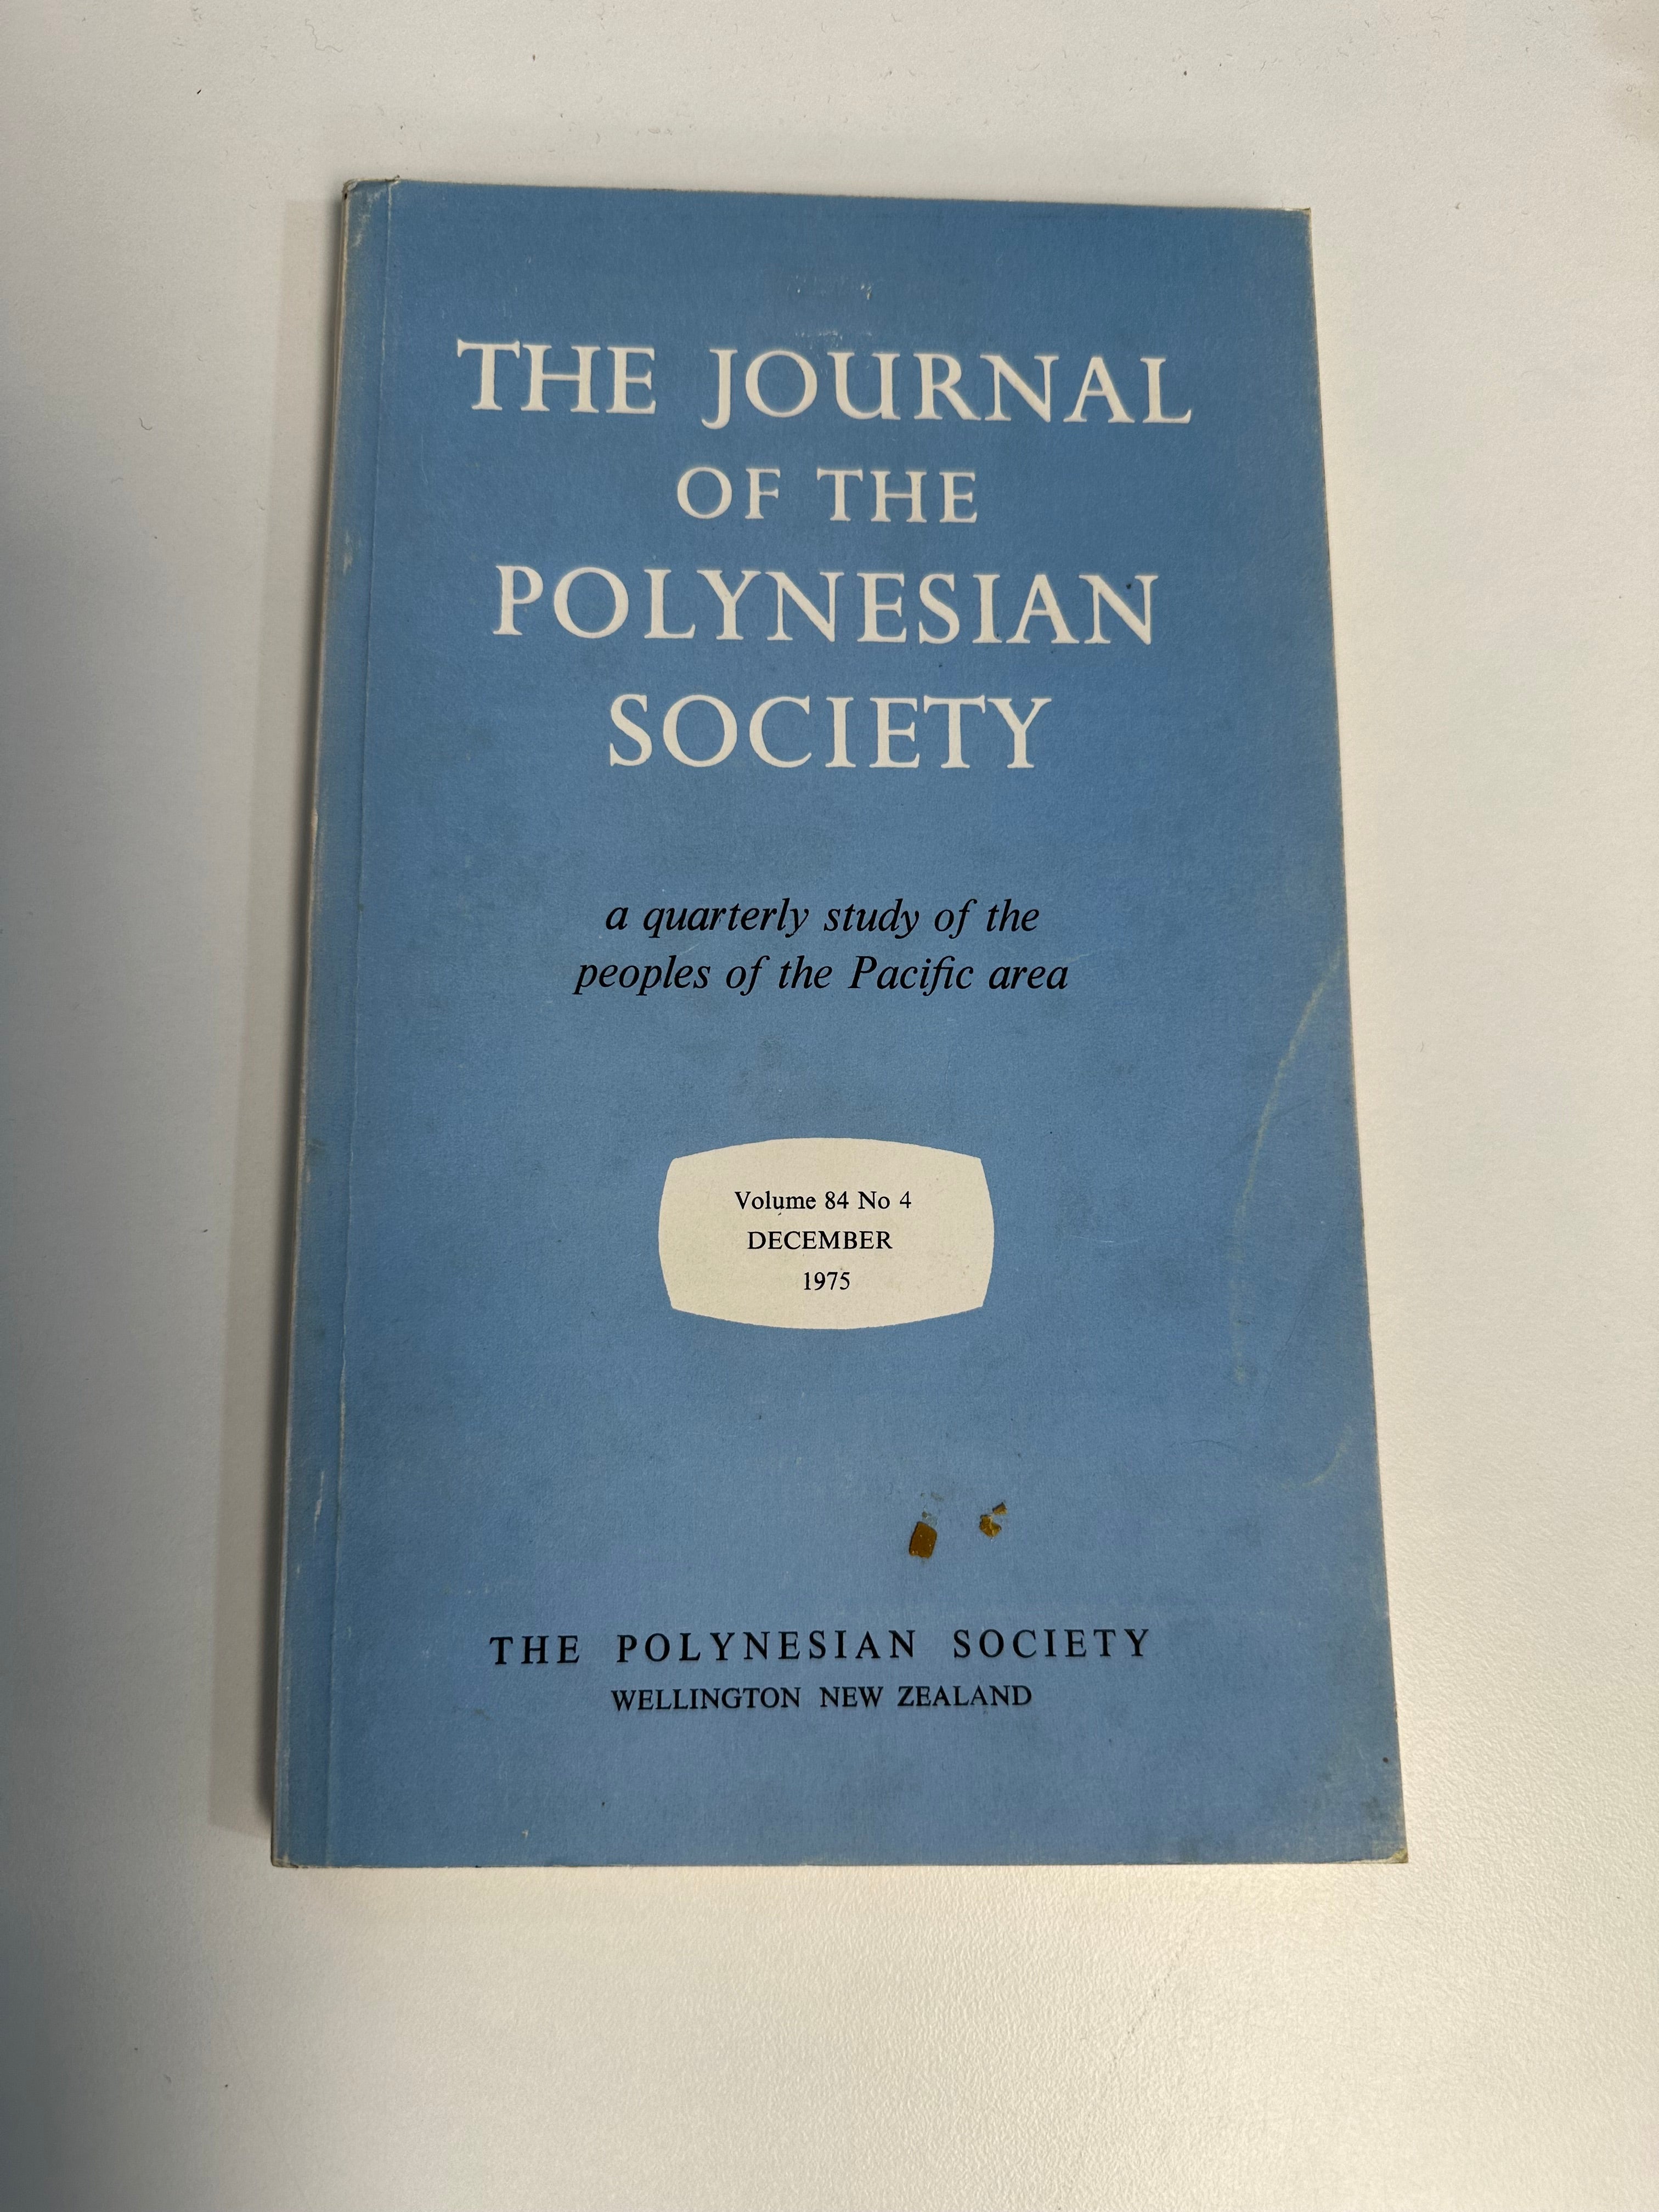 THE JOURNAL
OF THE
POLYNESIAN
SOCIETY
a quarterly study of the
peoples of the Pacific area
Volume 84 No 4
DECEMBER
1975
THE POLYNESIAN SOCIETY
WELLINGTON NEW ZEALAND